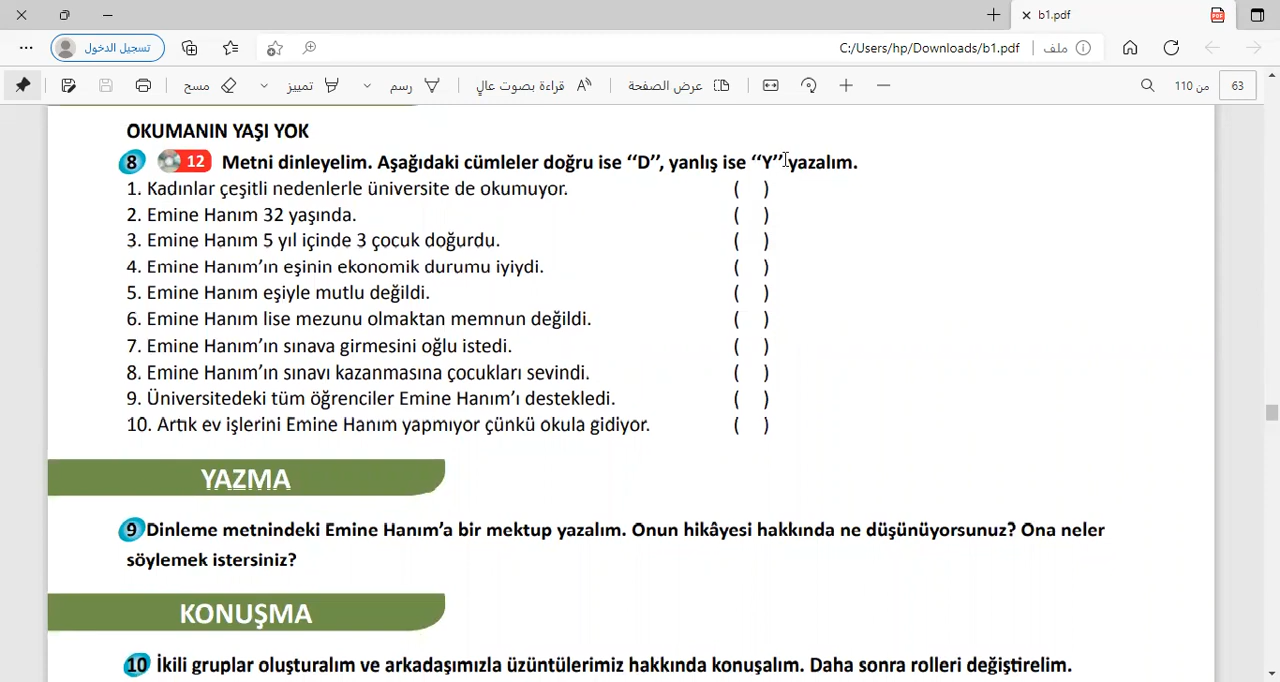 b1.pdf
تسجيل الدخول
C:/Users/hp/Downloads/b1.pdf
ملف
مسح
تمييز
رسم
قراءة بصوت عالٍ
عرض الصفحة
من 110
63
OKUMANIN YAŞI YOK
8 12 Metni dinleyelim. Aşağıdaki cümleler doğru ise ‘‘D’’, yanlış ise ‘‘Y’’ yazalım.
1. Kadınlar çeşitli nedenlerle üniversite de okumuyor. ( )
2. Emine Hanım 32 yaşında. ( )
3. Emine Hanım 5 yıl içinde 3 çocuk doğurdu. ( )
4. Emine Hanım’ın eşinin ekonomik durumu iyiydi. ( )
5. Emine Hanım eşiyle mutlu değildi. ( )
6. Emine Hanım lise mezunu olmaktan memnun değildi. ( )
7. Emine Hanım’ın sınava girmesini oğlu istedi. ( )
8. Emine Hanım’ın sınavı kazanmasına çocukları sevindi. ( )
9. Üniversitedeki tüm öğrenciler Emine Hanım’ı destekledi. ( )
10. Artık ev işlerini Emine Hanım yapmıyor çünkü okula gidiyor. ( )
YAZMA
9 Dinleme metnindeki Emine Hanım’a bir mektup yazalım. Onun hikâyesi hakkında ne düşünüyorsunuz? Ona neler
söylemek istersiniz?
KONUŞMA
10 İkili gruplar oluşturalım ve arkadaşımızla üzüntülerimiz hakkında konuşalım. Daha sonra rolleri değiştirelim.